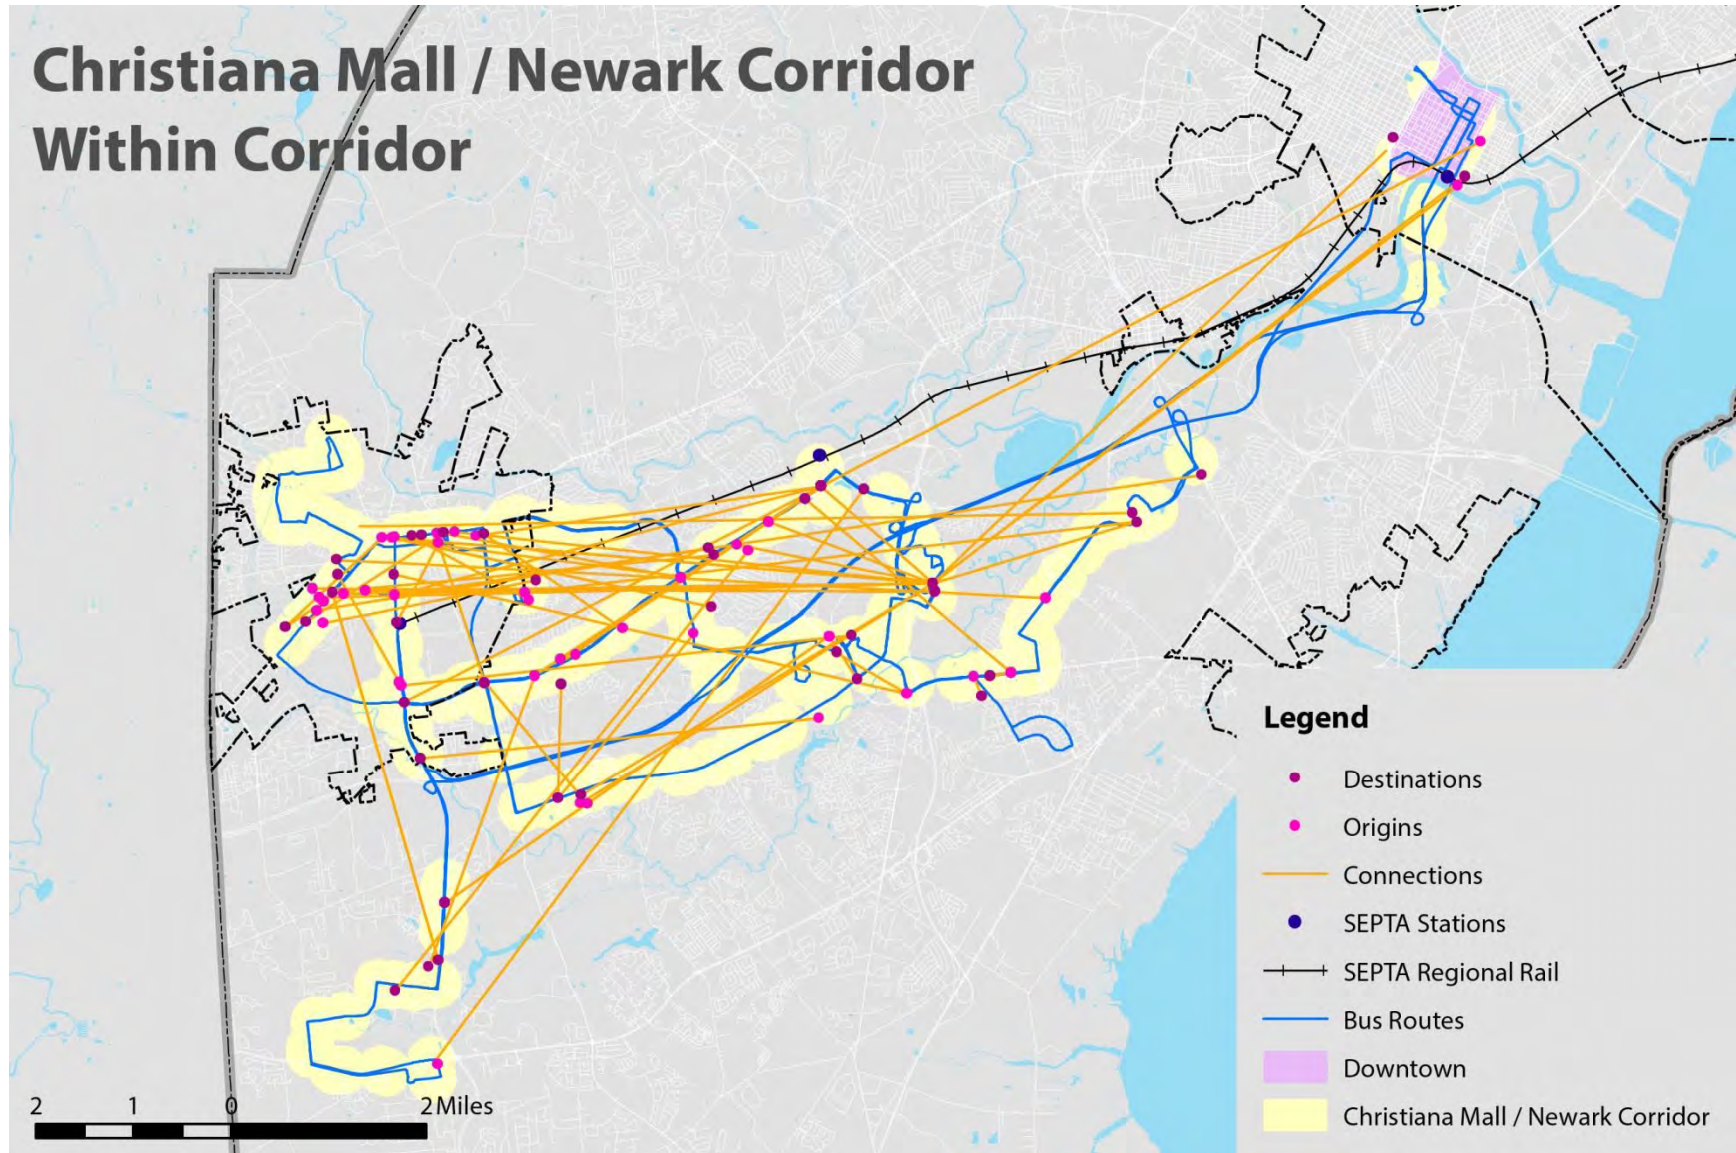 Christiana Mall / Newark Corridor
Within Corridor
Legend
Destinations
Origins
Connections
SEPTA Stations
SEPTA Regional Rail
Bus Routes
Downtown
Christiana Mall / Newark Corridor
2 1 0 2 Miles